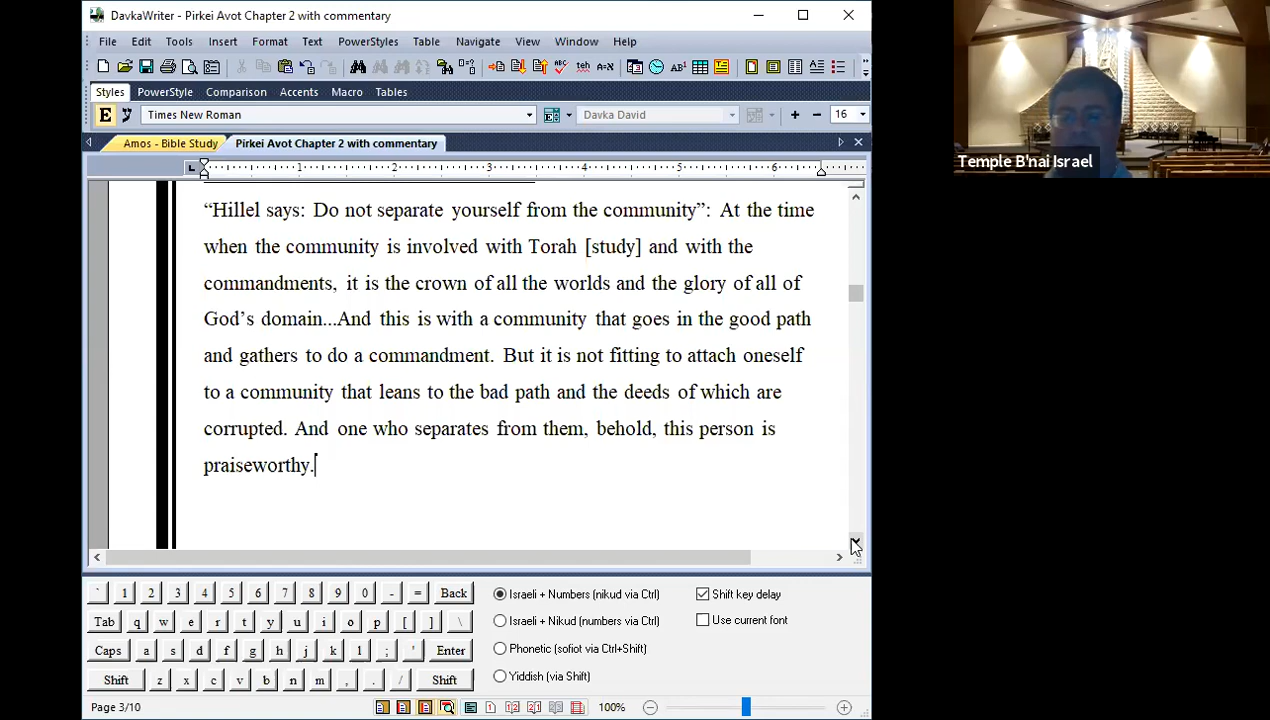 DavkaWriter - Pirkei Avot Chapter 2 with commentary
File Edit Tools Insert Format Text PowerStyles Table Navigate View Window Help
Styles PowerStyle Comparison Accents Macro Tables
E Times New Roman Davka David 16
Amos - Bible Study Pirkei Avot Chapter 2 with commentary
1 2 3 4 5 6
“Hillel says: Do not separate yourself from the community”: At the time
when the community is involved with Torah [study] and with the
commandments, it is the crown of all the worlds and the glory of all of
God’s domain...And this is with a community that goes in the good path
and gathers to do a commandment. But it is not fitting to attach oneself
to a community that leans to the bad path and the deeds of which are
corrupted. And one who separates from them, behold, this person is
praiseworthy.
` 1 2 3 4 5 6 7 8 9 0 - = Back
Tab q w e r t y u i o p [ ] \
Caps a s d f g h j k l ; ' Enter
Shift z x c v b n m , . / Shift
Israeli + Numbers (nikud via Ctrl)
Israeli + Nikud (numbers via Ctrl)
Phonetic (sofiot via Ctrl+Shift)
Yiddish (via Shift)
Shift key delay
Use current font
Page 3/10 100%
Temple B'nai Israel